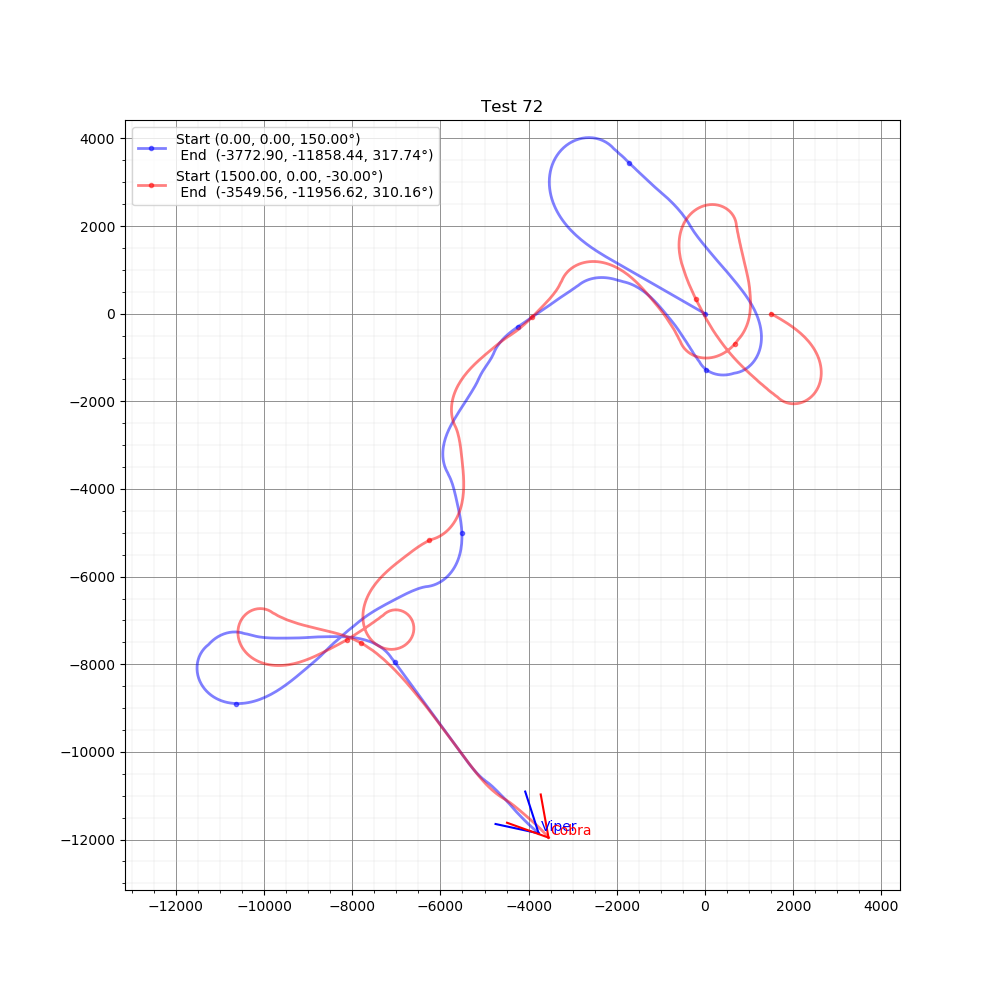 Test 72
Start (0.00, 0.00, 150.00°)
End (-3772.90, -11858.44, 317.74°)
Start (1500.00, 0.00, -30.00°)
End (-3549.56, -11956.62, 310.16°)
4000
2000
0
−2000
−4000
−6000
−8000
−10000
−12000
Viper
Cobra
−12000 −10000 −8000 −6000 −4000 −2000 0 2000 4000